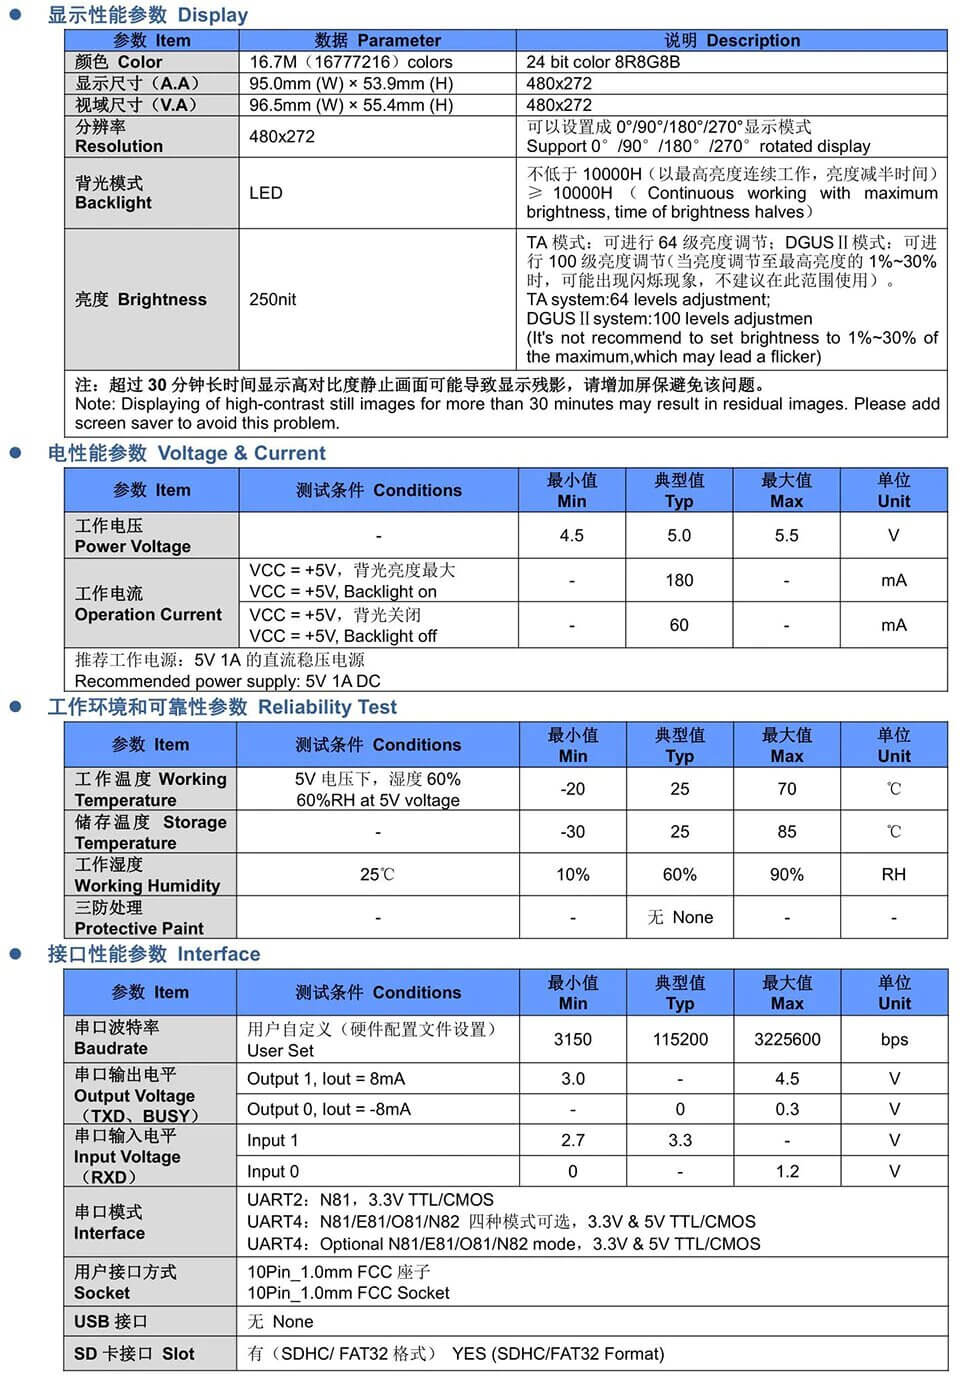 ● 显示性能参数 Display
参数 Item 数据 Parameter 说明 Description
颜色 Color 16.7M（16777216）colors 24 bit color 8R8G8B
显示尺寸（A.A） 95.0mm (W) × 53.9mm (H) 480x272
视域尺寸（V.A） 96.5mm (W) × 55.4mm (H) 480x272
分辨率
Resolution
480x272
可以设置成 0°/90°/180°/270°显示模式
Support 0° /90° /180° /270° rotated display
背光模式
Backlight
LED
不低于 10000H（以最高亮度连续工作，亮度减半时间）
≥ 10000H （ Continuous working with maximum
brightness, time of brightness halves）
亮度 Brightness
250nit
TA 模式：可进行 64 级亮度调节；DGUSⅡ模式：可进
行 100 级亮度调节（当亮度调节至最高亮度的 1%~30%
时，可能出现闪烁现象，不建议在此范围使用）。
TA system:64 levels adjustment;
DGUSⅡsystem:100 levels adjustmen
(It's not recommend to set brightness to 1%~30% of
the maximum,which may lead a flicker)
注：超过 30 分钟长时间显示高对比度静止画面可能导致显示残影，请增加屏保避免该问题。
Note: Displaying of high-contrast still images for more than 30 minutes may result in residual images. Please add
screen saver to avoid this problem.
● 电性能参数 Voltage & Current
参数 Item 测试条件 Conditions 最小值 典型值 最大值 单位
Min Typ Max Unit
工作电压
Power Voltage
- 4.5 5.0 5.5 V
工作电流
Operation Current
VCC = +5V，背光亮度最大
VCC = +5V, Backlight on
- 180 - mA
VCC = +5V，背光关闭
VCC = +5V, Backlight off
- 60 - mA
推荐工作电源：5V 1A 的直流稳压电源
Recommended power supply: 5V 1A DC
● 工作环境和可靠性参数 Reliability Test
参数 Item 测试条件 Conditions 最小值 典型值 最大值 单位
Min Typ Max Unit
工作温度 Working
Temperature
5V 电压下，湿度 60%
60%RH at 5V voltage
-20 25 70 ℃
储存温度 Storage
Temperature
- -30 25 85 ℃
工作湿度
Working Humidity
25℃ 10% 60% 90% RH
三防处理
Protective Paint
- - 无 None - -
● 接口性能参数 Interface
参数 Item 测试条件 Conditions 最小值 典型值 最大值 单位
Min Typ Max Unit
串口波特率
Baudrate
用户自定义（硬件配置文件设置）
User Set
3150 115200 3225600 bps
串口输出电平
Output Voltage
（TXD、BUSY）
Output 1, Iout = 8mA 3.0 - 4.5 V
Output 0, Iout = -8mA - 0 0.3 V
串口输入电平
Input Voltage
（RXD）
Input 1 2.7 3.3 - V
Input 0 0 - 1.2 V
串口模式
Interface
UART2：N81，3.3V TTL/CMOS
UART4：N81/E81/O81/N82 四种模式可选，3.3V & 5V TTL/CMOS
UART4：Optional N81/E81/O81/N82 mode，3.3V & 5V TTL/CMOS
用户接口方式
Socket
10Pin_1.0mm FCC 座子
10Pin_1.0mm FCC Socket
USB 接口 无 None
SD 卡接口 Slot 有（SDHC/ FAT32 格式） YES (SDHC/FAT32 Format)